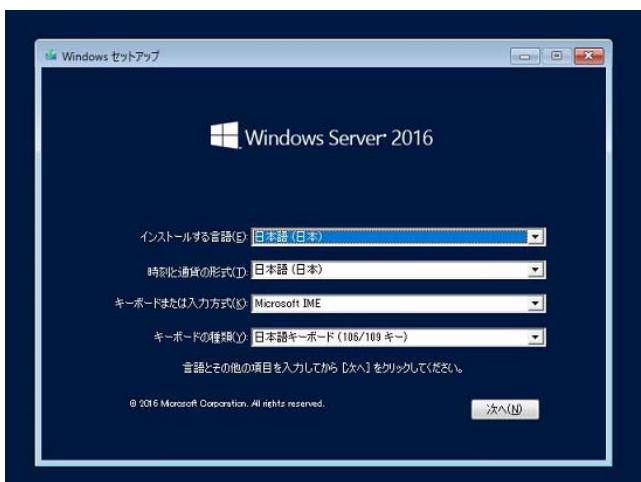 Windows セットアップ
Windows Server 2016
インストールする言語(E): 日本語 (日本)
時刻と通貨の形式(T): 日本語 (日本)
キーボードまたは入力方式(K): Microsoft IME
キーボードの種類(Y): 日本語キーボード (106/109 キー)
言語とその他の項目を入力してから [次へ] をクリックしてください。
© 2016 Microsoft Corporation. All rights reserved.
次へ(N)